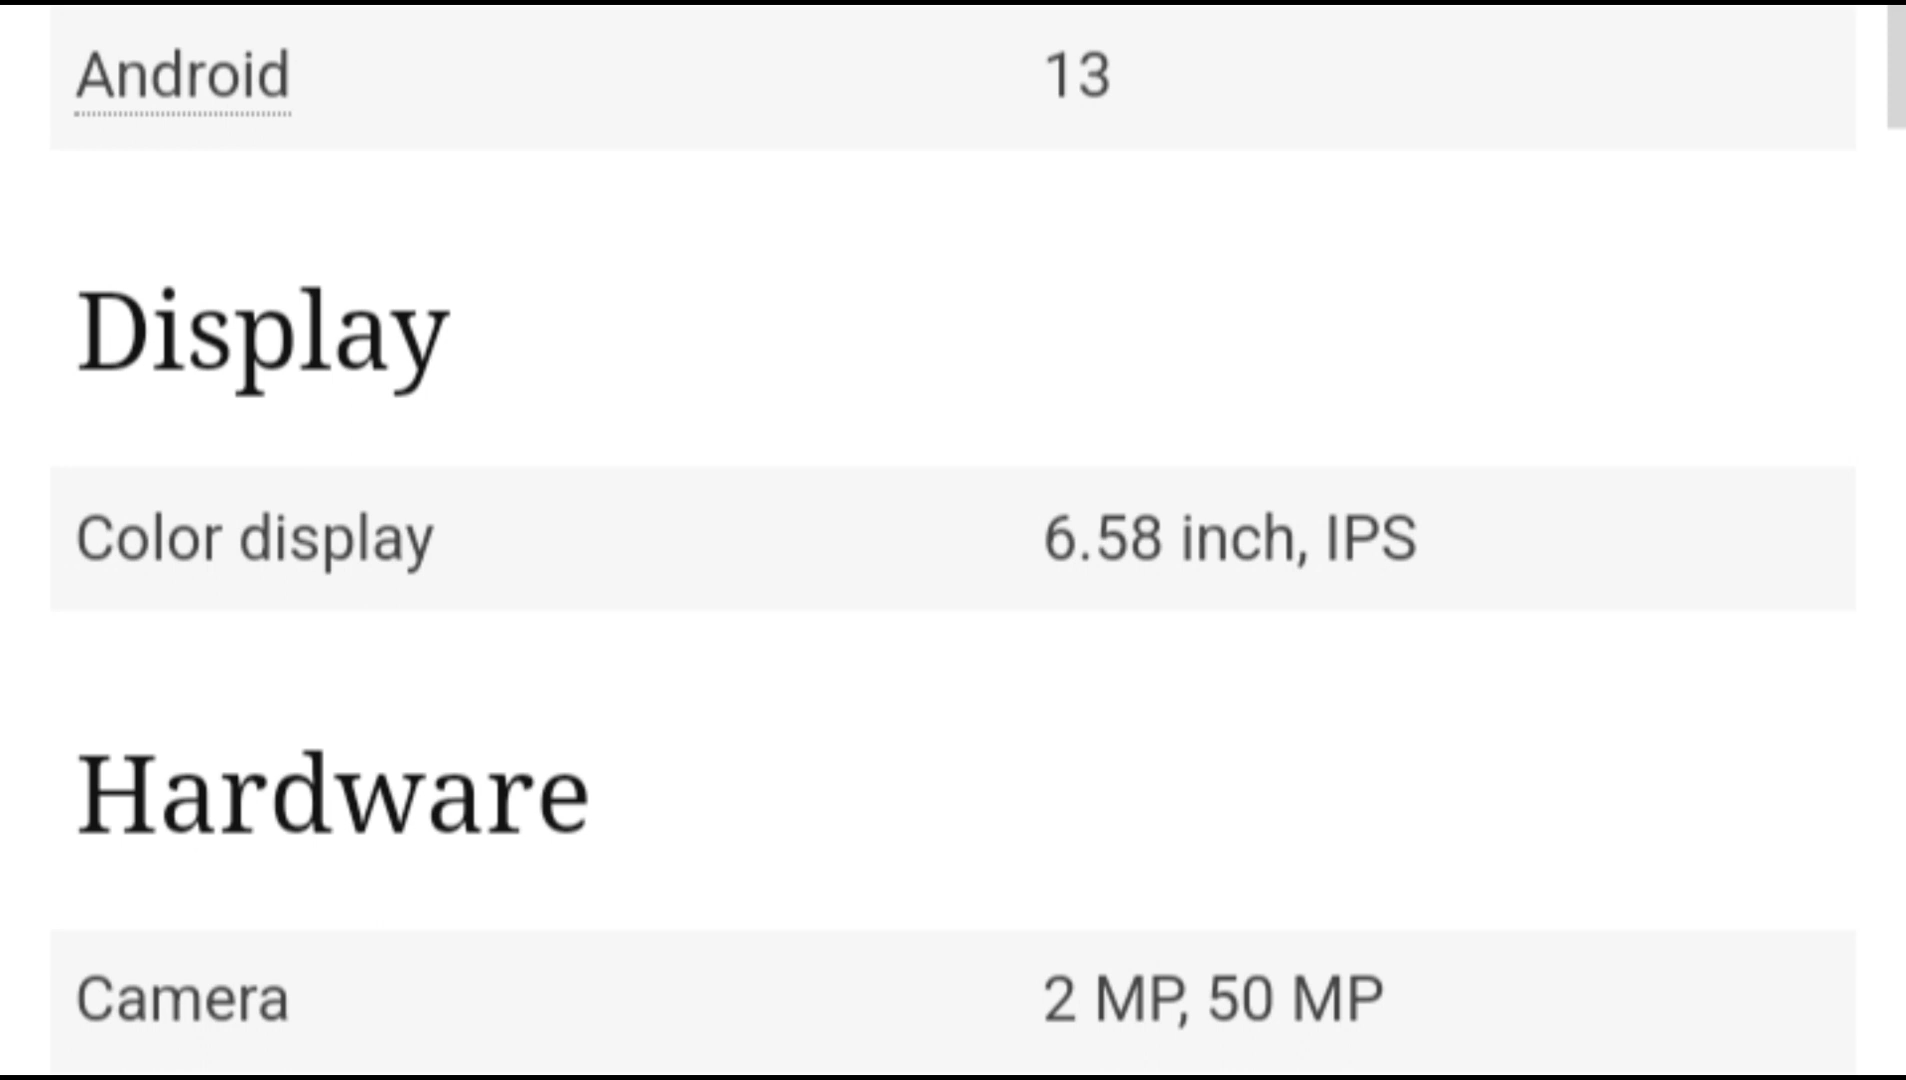 Android 13
Display
Color display 6.58 inch, IPS
Hardware
Camera 2 MP, 50 MP